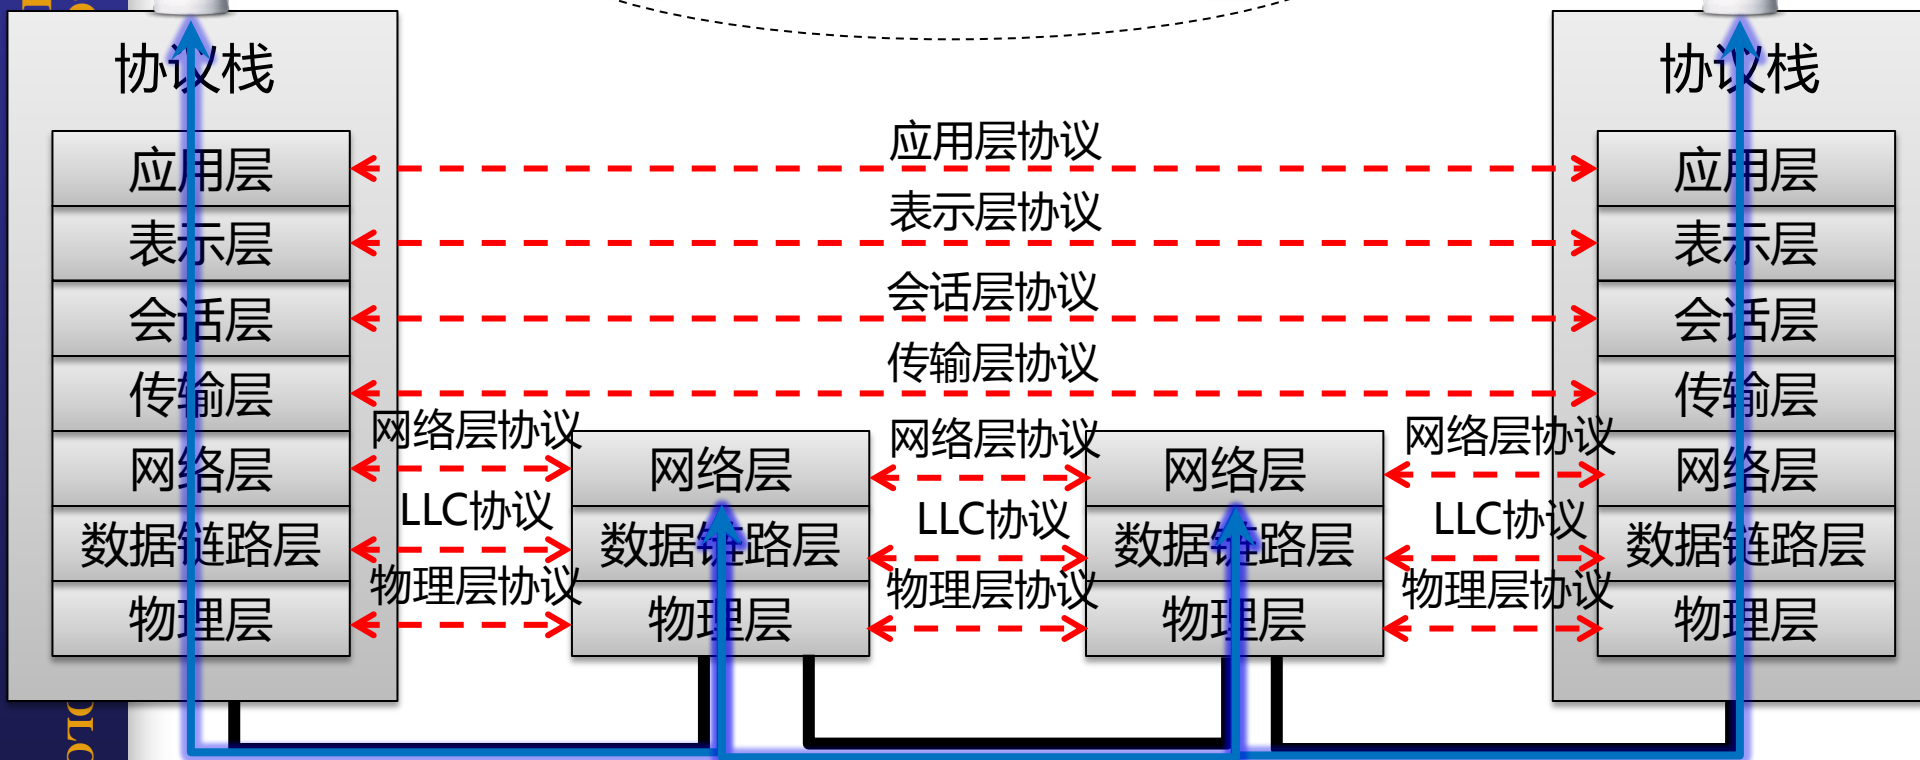 协议栈
协议栈
应用层
应用层协议
应用层
表示层
表示层协议
表示层
会话层
会话层协议
会话层
传输层
传输层协议
传输层
网络层
网络层协议
网络层
网络层协议
网络层
网络层协议
网络层
数据链路层
LLC协议
数据链路层
LLC协议
数据链路层
LLC协议
数据链路层
物理层
物理层协议
物理层
物理层协议
物理层
物理层协议
物理层
OLO